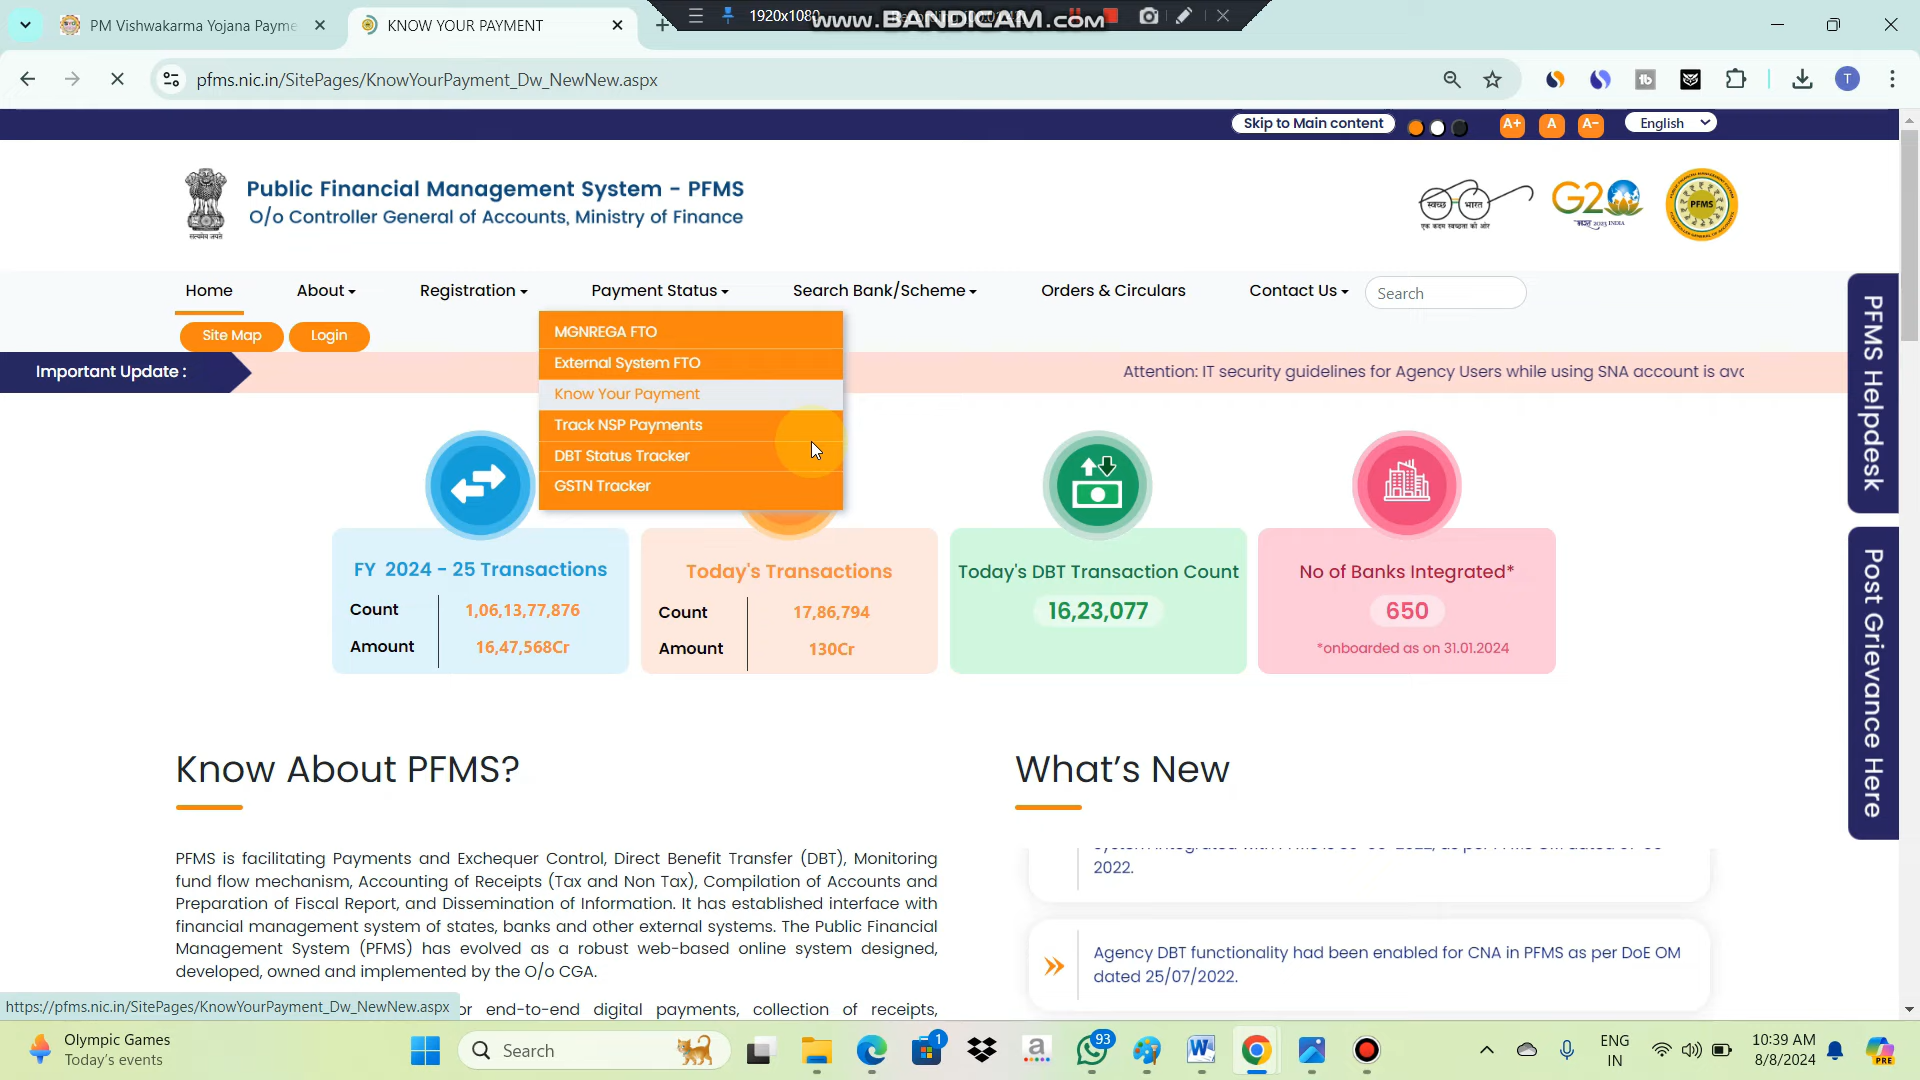 PM Vishwakarma Yojana Payme
KNOW YOUR PAYMENT
1920x1080
www.BANDICAM.com
pfms.nic.in/SitePages/KnowYourPayment_Dw_NewNew.aspx
T
Skip to Main content
A+
A
A-
English
सत्यमेव जयते
Public Financial Management System - PFMS
O/o Controller General of Accounts, Ministry of Finance
स्वच्छ भारत
एक कदम स्वच्छता की ओर
G20
PFMS
Home
About
Registration
Payment Status
Search Bank/Scheme
Orders & Circulars
Contact Us
Search
Site Map
Login
MGNREGA FTO
External System FTO
Know Your Payment
Track NSP Payments
DBT Status Tracker
GSTN Tracker
Important Update :
Attention: IT security guidelines for Agency Users while using SNA account is ava
PFMS Helpdesk
Post Grievance Here
FY 2024 - 25 Transactions
Count 1,06,13,77,876
Amount 16,47,568Cr
Today's Transactions
Count 17,86,794
Amount 130Cr
Today's DBT Transaction Count
16,23,077
No of Banks Integrated*
650
*onboarded as on 31.01.2024
Know About PFMS?
PFMS is facilitating Payments and Exchequer Control, Direct Benefit Transfer (DBT), Monitoring
fund flow mechanism, Accounting of Receipts (Tax and Non Tax), Compilation of Accounts and
Preparation of Fiscal Report, and Dissemination of Information. It has established interface with
financial management system of states, banks and other external systems. The Public Financial
Management System (PFMS) has evolved as a robust web-based online system designed,
developed, owned and implemented by the O/o CGA.
or end-to-end digital payments, collection of receipts,
What's New
2022.
Agency DBT functionality had been enabled for CNA in PFMS as per DoE OM
dated 25/07/2022.
https://pfms.nic.in/SitePages/KnowYourPayment_Dw_NewNew.aspx
Olympic Games
Today's events
Search
1
a
93
W
ENG
IN
10:39 AM
8/8/2024
PRE